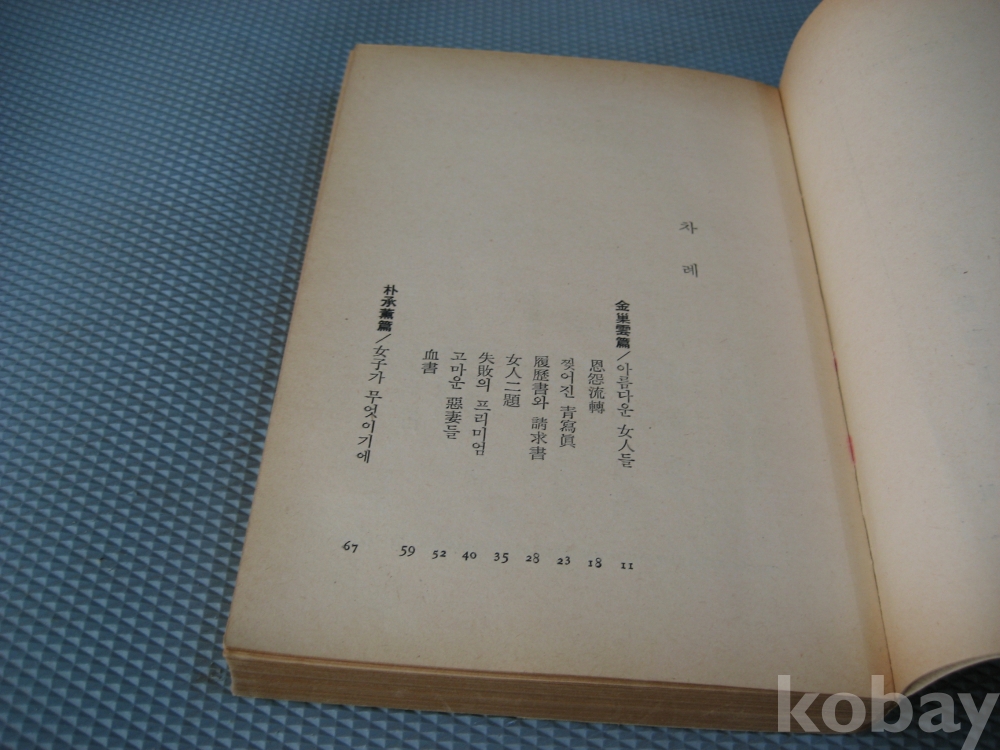 차 례
金巢雲篇/아름다운 女人들 11
恩怨流轉 18
찢어진 青寫眞 23
履歷書와 請求書 28
女人二題 35
失敗의 프리미엄 40
고마운 惡妻들 52
血書 59
朴承薰篇/女子가 무엇이기에 67
kobay